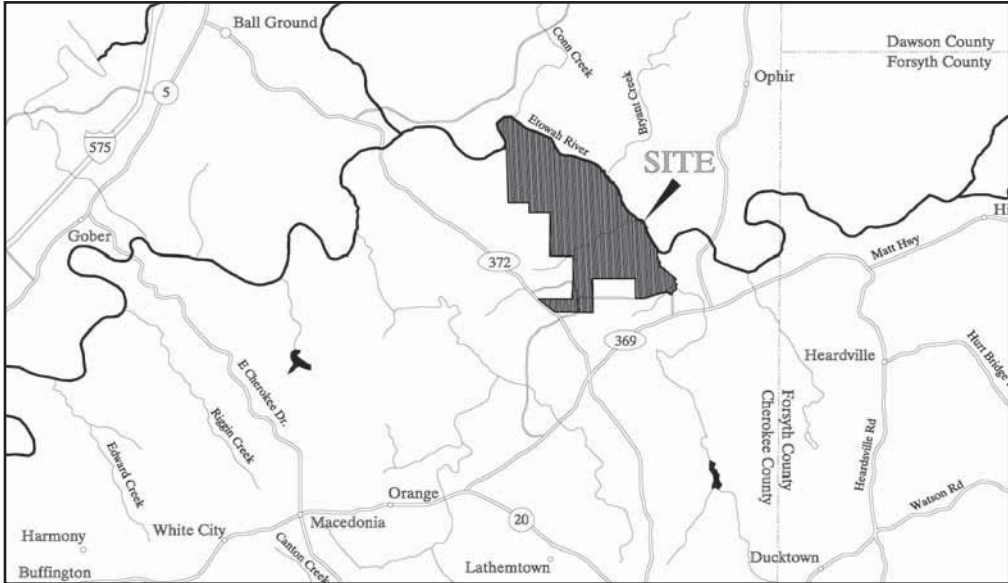 Ball Ground
Conn Creek
Dawson County
Forsyth County
Ophir
Bryant Creek
5
Etowah River
575
SITE
Hi
Gober
Matt Hwy
372
369
Heardville
Hurt Bridge
E Cherokee Dr.
Riggin Creek
Forsyth County
Cherokee County
Edward Creek
Heardsville Rd
Orange
Watson Rd
White City
Macedonia
20
Harmony
Canton Creek
Lathemtown
Ducktown
Buffington